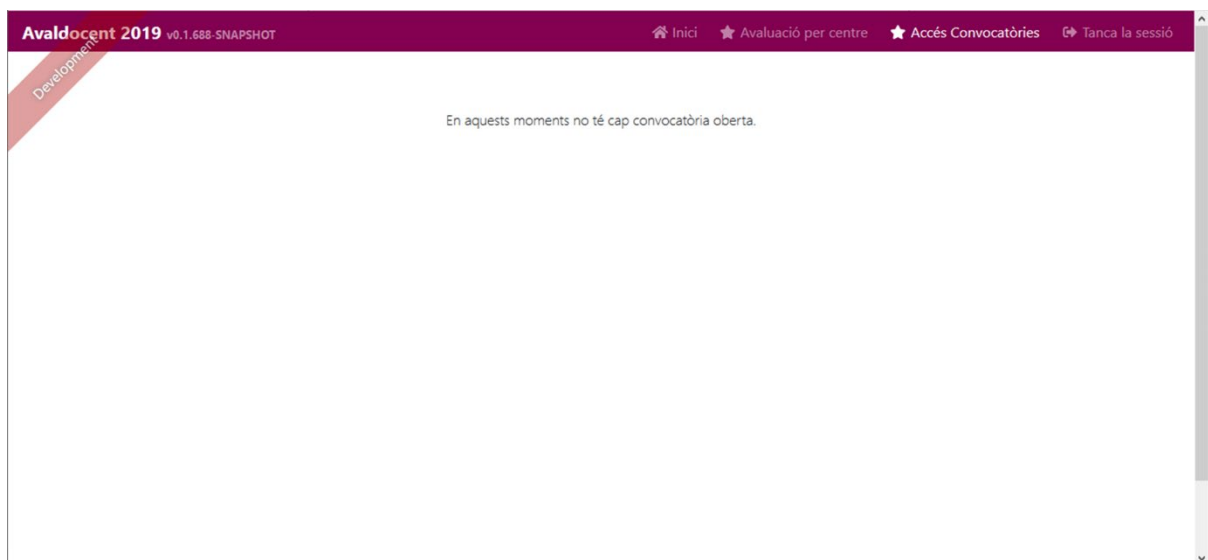 Avaldocent 2019 v0.1.688-SNAPSHOT Inici Avaluació per centre Accés Convocatòries Tanca la sessió
Development
En aquests moments no té cap convocatòria oberta.